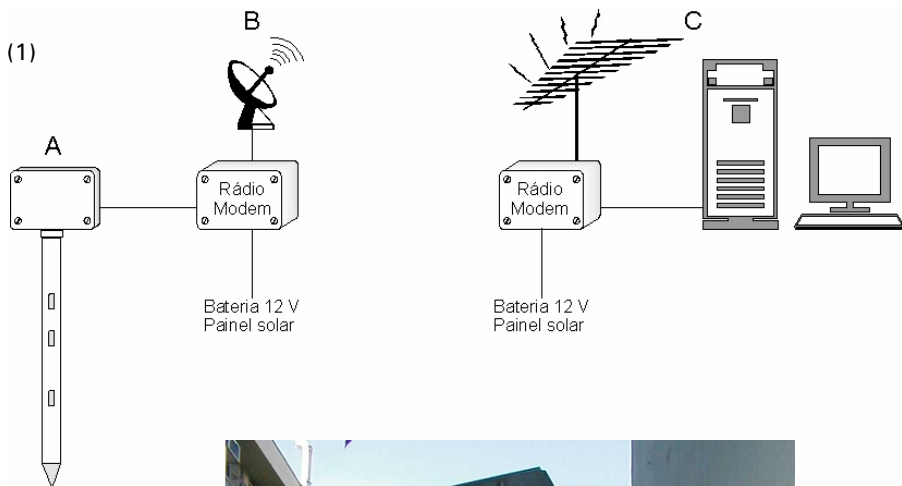 (1)
A
B
C
Rádio
Modem
Bateria 12 V
Painel solar
Rádio
Modem
Bateria 12 V
Painel solar